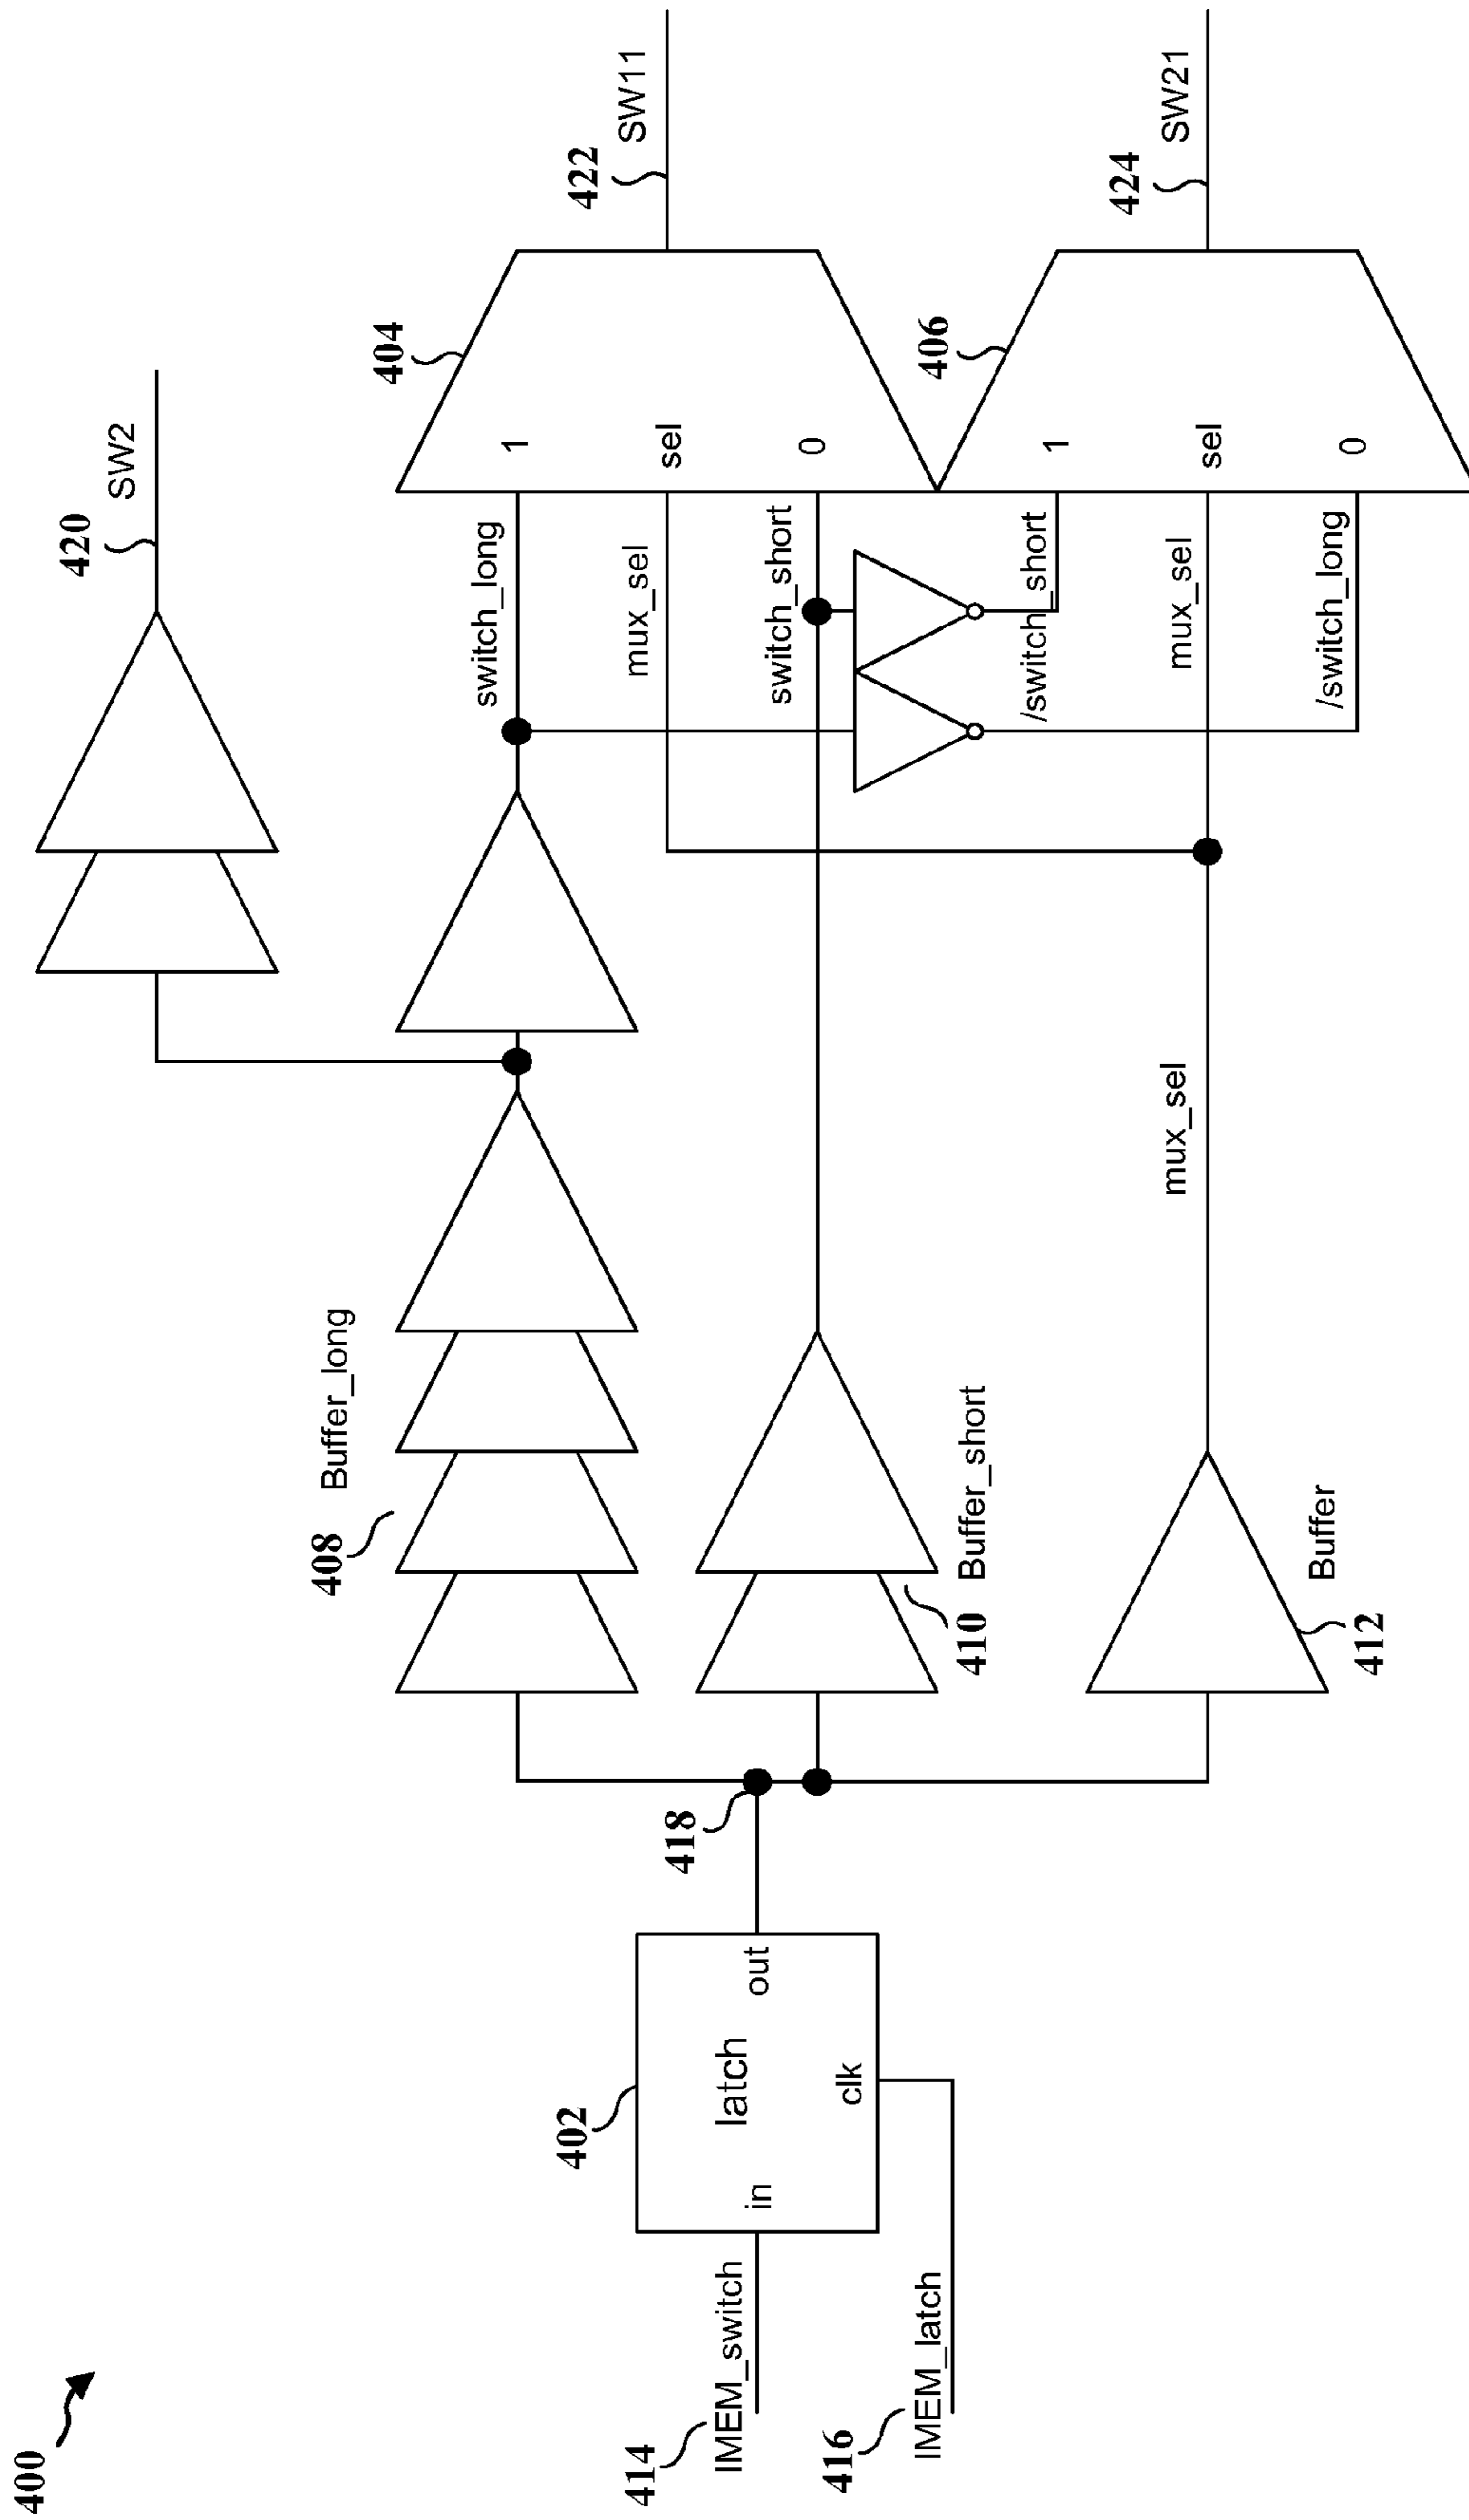 400
414
IMEM_switch
416
IMEM_latch
402
in
latch
out
clk
418
408
Buffer_long
410
Buffer_short
412
Buffer
mux_sel
420
SW2
switch_long
mux_sel
switch_short
/switch_short
mux_sel
/switch_long
404
1
sel
0
406
1
sel
0
422
SW11
424
SW21